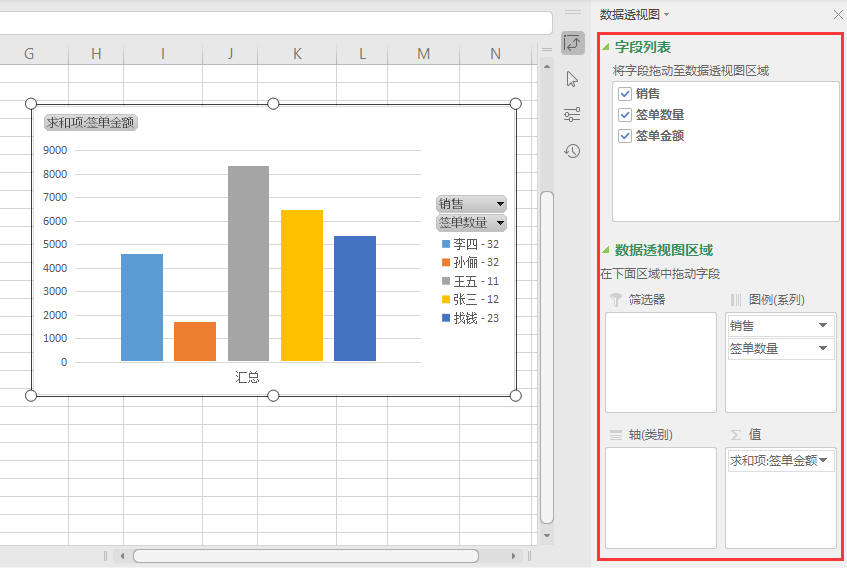 数据透视图
G H I J K L M N
字段列表
将字段拖动至数据透视图区域
销售
签单数量
签单金额
求和项:签单金额
9000
8000
7000
6000
5000
4000
3000
2000
1000
0
汇总
销售
签单数量
李四 - 32
孙俪 - 32
王五 - 11
张三 - 12
找钱 - 23
数据透视图区域
在下面区域中拖动字段
筛选器
图例(系列)
销售
签单数量
轴(类别)
Σ 值
求和项:签单金额